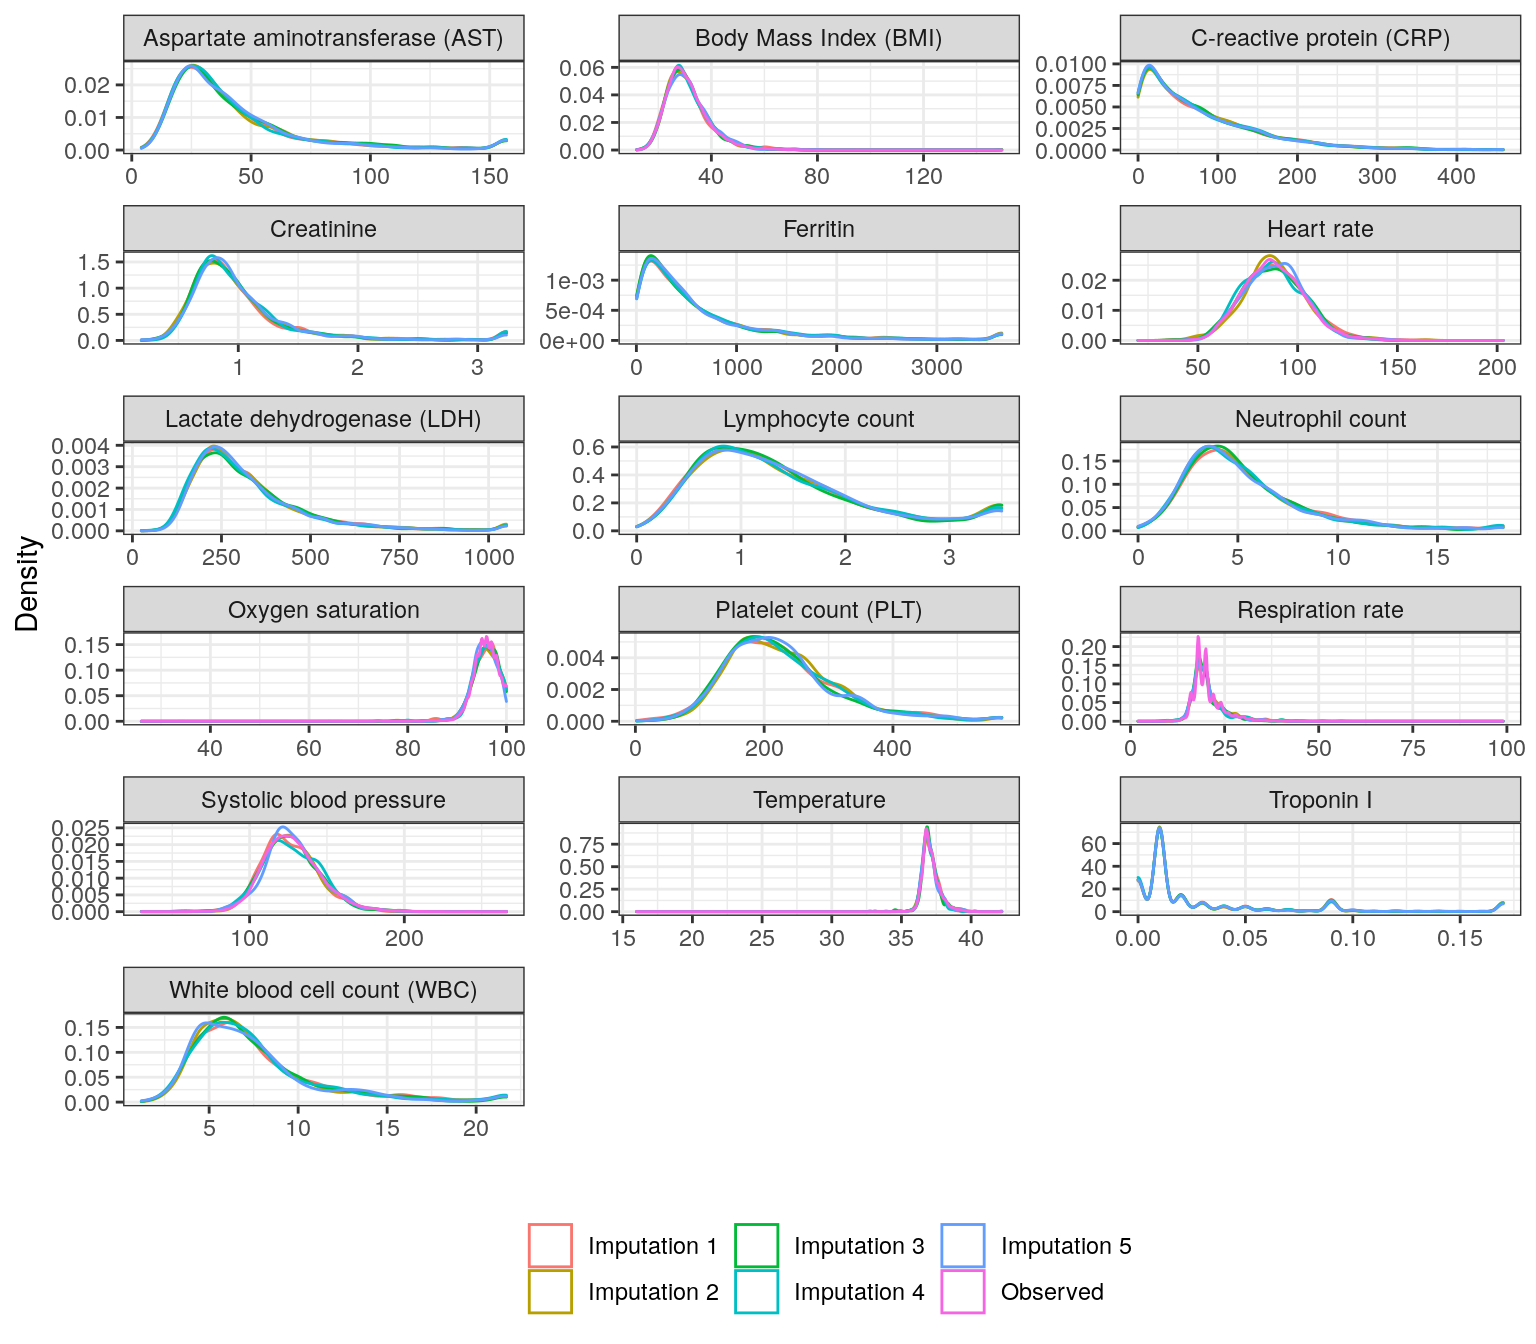 Aspartate aminotransferase (AST)
Body Mass Index (BMI)
C-reactive protein (CRP)
0.02
0.01
0.00
0 50 100 150
0.06
0.04
0.02
0.00
40 80 120
0.0100
0.0075
0.0050
0.0025
0.0000
0 100 200 300 400
Creatinine
Ferritin
Heart rate
1.5
1.0
0.5
0.0
1 2 3
1e-03
5e-04
0e+00
0 1000 2000 3000
0.02
0.01
0.00
50 100 150 200
Lactate dehydrogenase (LDH)
Lymphocyte count
Neutrophil count
0.004
0.003
0.002
0.001
0.000
0 250 500 750 1000
0.6
0.4
0.2
0.0
0 1 2 3
0.15
0.10
0.05
0.00
0 5 10 15
Density
Oxygen saturation
Platelet count (PLT)
Respiration rate
0.15
0.10
0.05
0.00
40 60 80 100
0.004
0.002
0.000
0 200 400
0.20
0.15
0.10
0.05
0.00
0 25 50 75 100
Systolic blood pressure
Temperature
Troponin I
0.025
0.020
0.015
0.010
0.005
0.000
100 200
0.75
0.50
0.25
0.00
15 20 25 30 35 40
60
40
20
0
0.00 0.05 0.10 0.15
White blood cell count (WBC)
0.15
0.10
0.05
0.00
5 10 15 20
Imputation 1 Imputation 3 Imputation 5
Imputation 2 Imputation 4 Observed